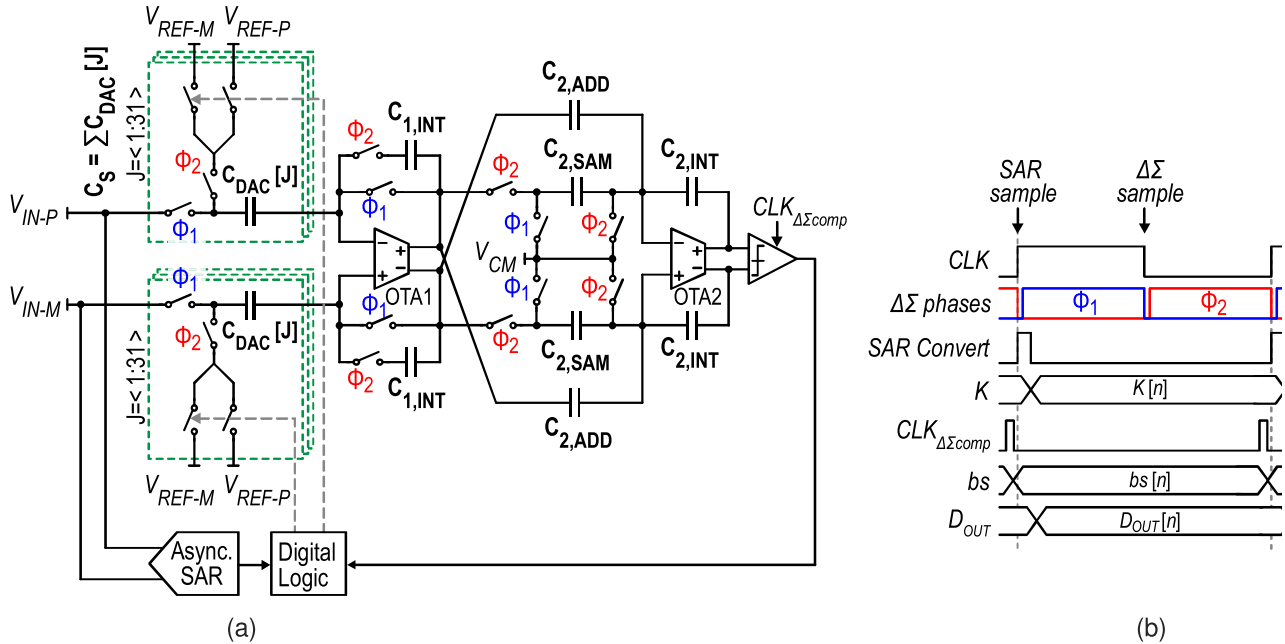 V_REF-M V_REF-P
C_S = ∑C_DAC [J]
J=< 1:31 >
Φ2
C_DAC [J]
V_IN-P
Φ1
Φ2
C_1,INT
Φ1
C_2,ADD
Φ2
C_2,SAM
C_2,INT
Φ1
Φ2
CLK_ΔΣcomp
− +
+ −
OTA1
V_CM
− +
+ −
OTA2
V_IN-M
Φ1
Φ2
C_DAC [J]
J=< 1:31 >
Φ1
Φ2
C_1,INT
Φ2
Φ1
Φ2
C_2,SAM
C_2,INT
C_2,ADD
V_REF-M V_REF-P
Async. SAR
Digital Logic
(a)
SAR sample
ΔΣ sample
CLK
ΔΣ phases Φ1 Φ2
SAR Convert
K K[n]
CLK_ΔΣcomp
bs bs[n]
D_OUT D_OUT[n]
(b)